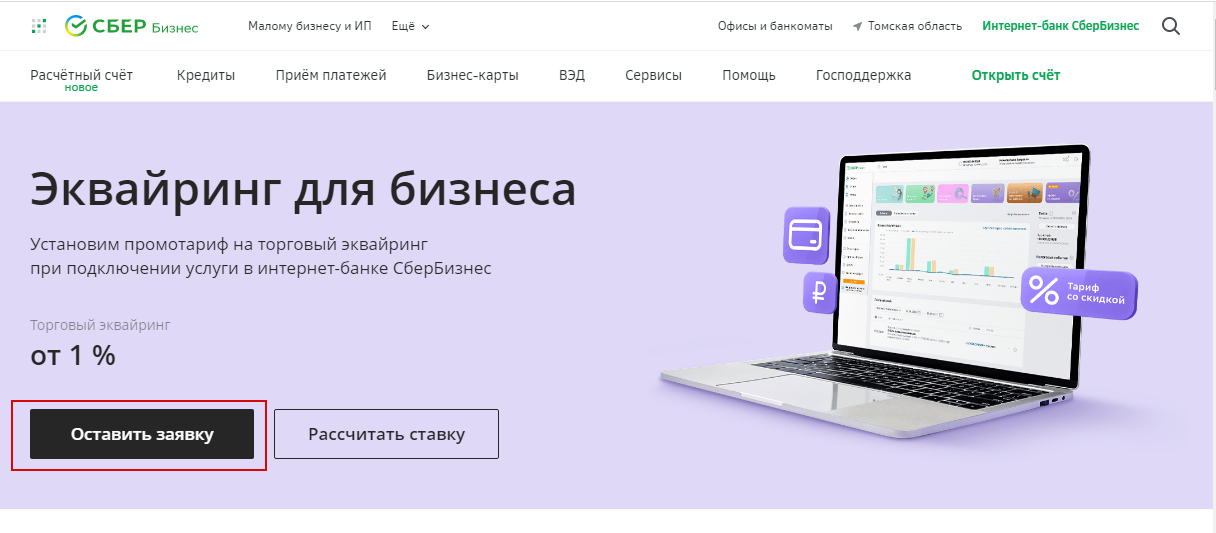 СБЕР Бизнес
Малому бизнесу и ИП
Ещё
Офисы и банкоматы
Томская область
Интернет-банк СберБизнес
Расчётный счёт
новое
Кредиты
Приём платежей
Бизнес-карты
ВЭД
Сервисы
Помощь
Господдержка
Открыть счёт
Эквайринг для бизнеса
Установим промотариф на торговый эквайринг
при подключении услуги в интернет-банке СберБизнес
Торговый эквайринг
от 1 %
Оставить заявку
Рассчитать ставку
₽
%
Тариф
со скидкой